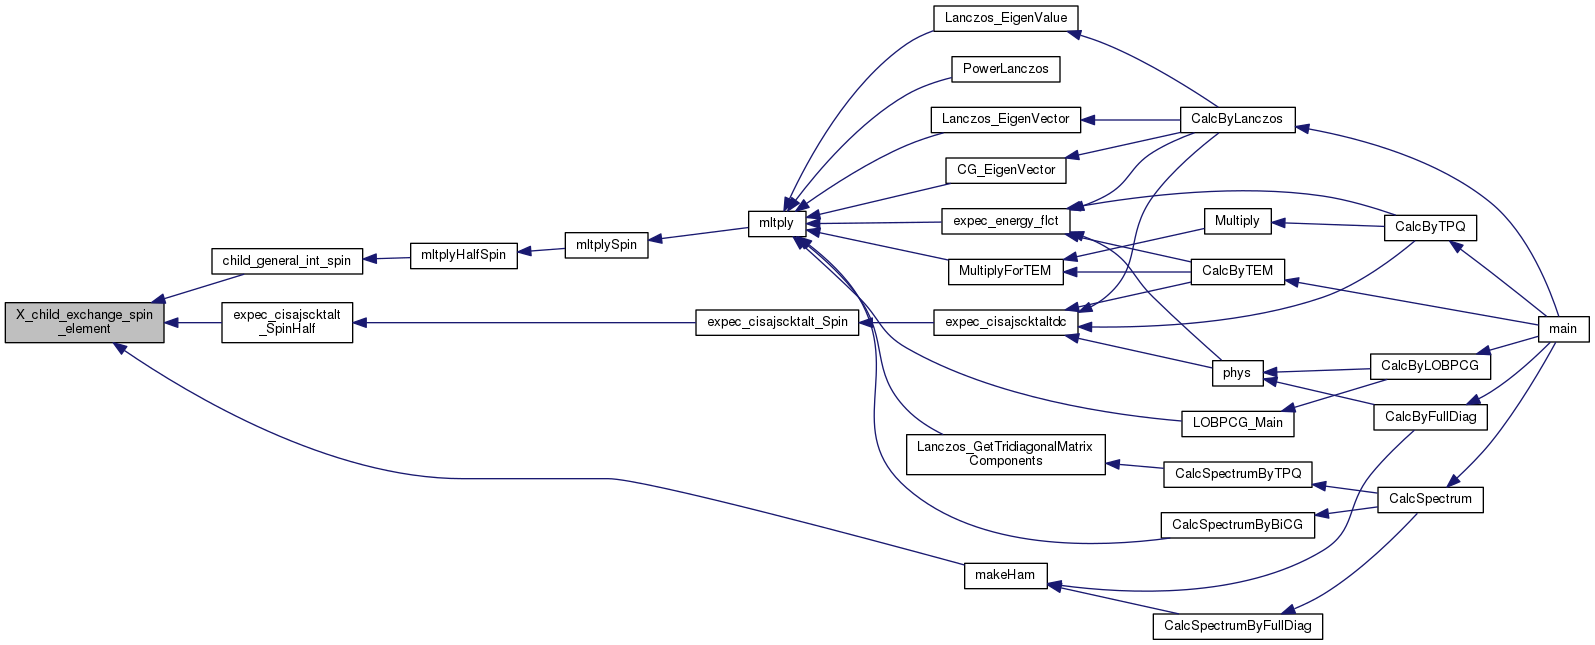 X_child_exchange_spin
_element
child_general_int_spin
expec_cisajscktalt
_SpinHalf
mltplyHalfSpin
mltplySpin
expec_cisajscktalt_Spin
mltply
Lanczos_EigenValue
PowerLanczos
Lanczos_EigenVector
CG_EigenVector
expec_energy_flct
MultiplyForTEM
expec_cisajscktaltdc
Lanczos_GetTridiagonalMatrix
Components
makeHam
CalcByLanczos
Multiply
CalcByTEM
phys
LOBPCG_Main
CalcSpectrumByTPQ
CalcSpectrumByBiCG
CalcSpectrumByFullDiag
CalcByTPQ
CalcByLOBPCG
CalcByFullDiag
CalcSpectrum
main